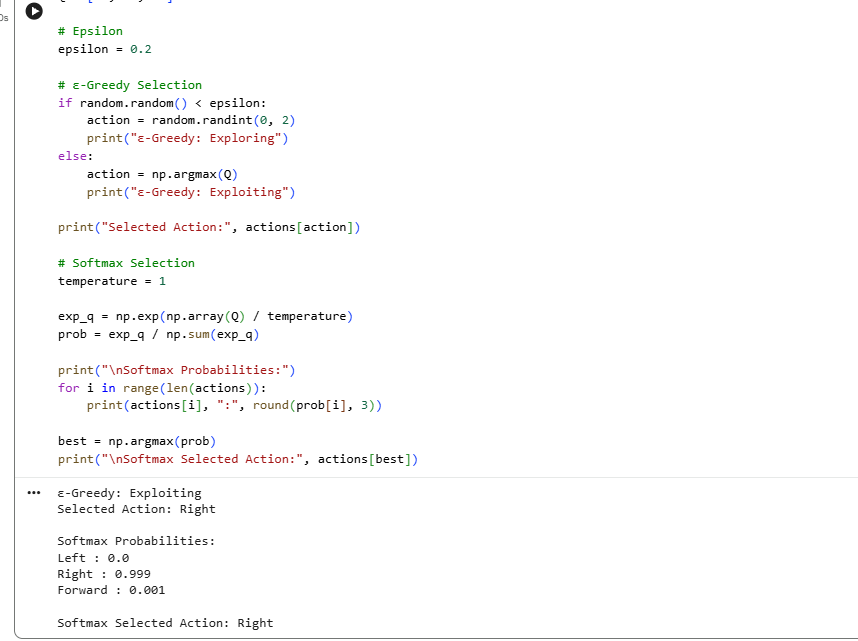 # Epsilon
epsilon = 0.2
# ε-Greedy Selection
if random.random() < epsilon:
    action = random.randint(0, 2)
    print("ε-Greedy: Exploring")
else:
    action = np.argmax(Q)
    print("ε-Greedy: Exploiting")
print("Selected Action:", actions[action])
# Softmax Selection
temperature = 1
exp_q = np.exp(np.array(Q) / temperature)
prob = exp_q / np.sum(exp_q)
print("\nSoftmax Probabilities:")
for i in range(len(actions)):
    print(actions[i], ":", round(prob[i], 3))
best = np.argmax(prob)
print("\nSoftmax Selected Action:", actions[best])
ε-Greedy: Exploiting
Selected Action: Right
Softmax Probabilities:
Left : 0.0
Right : 0.999
Forward : 0.001
Softmax Selected Action: Right